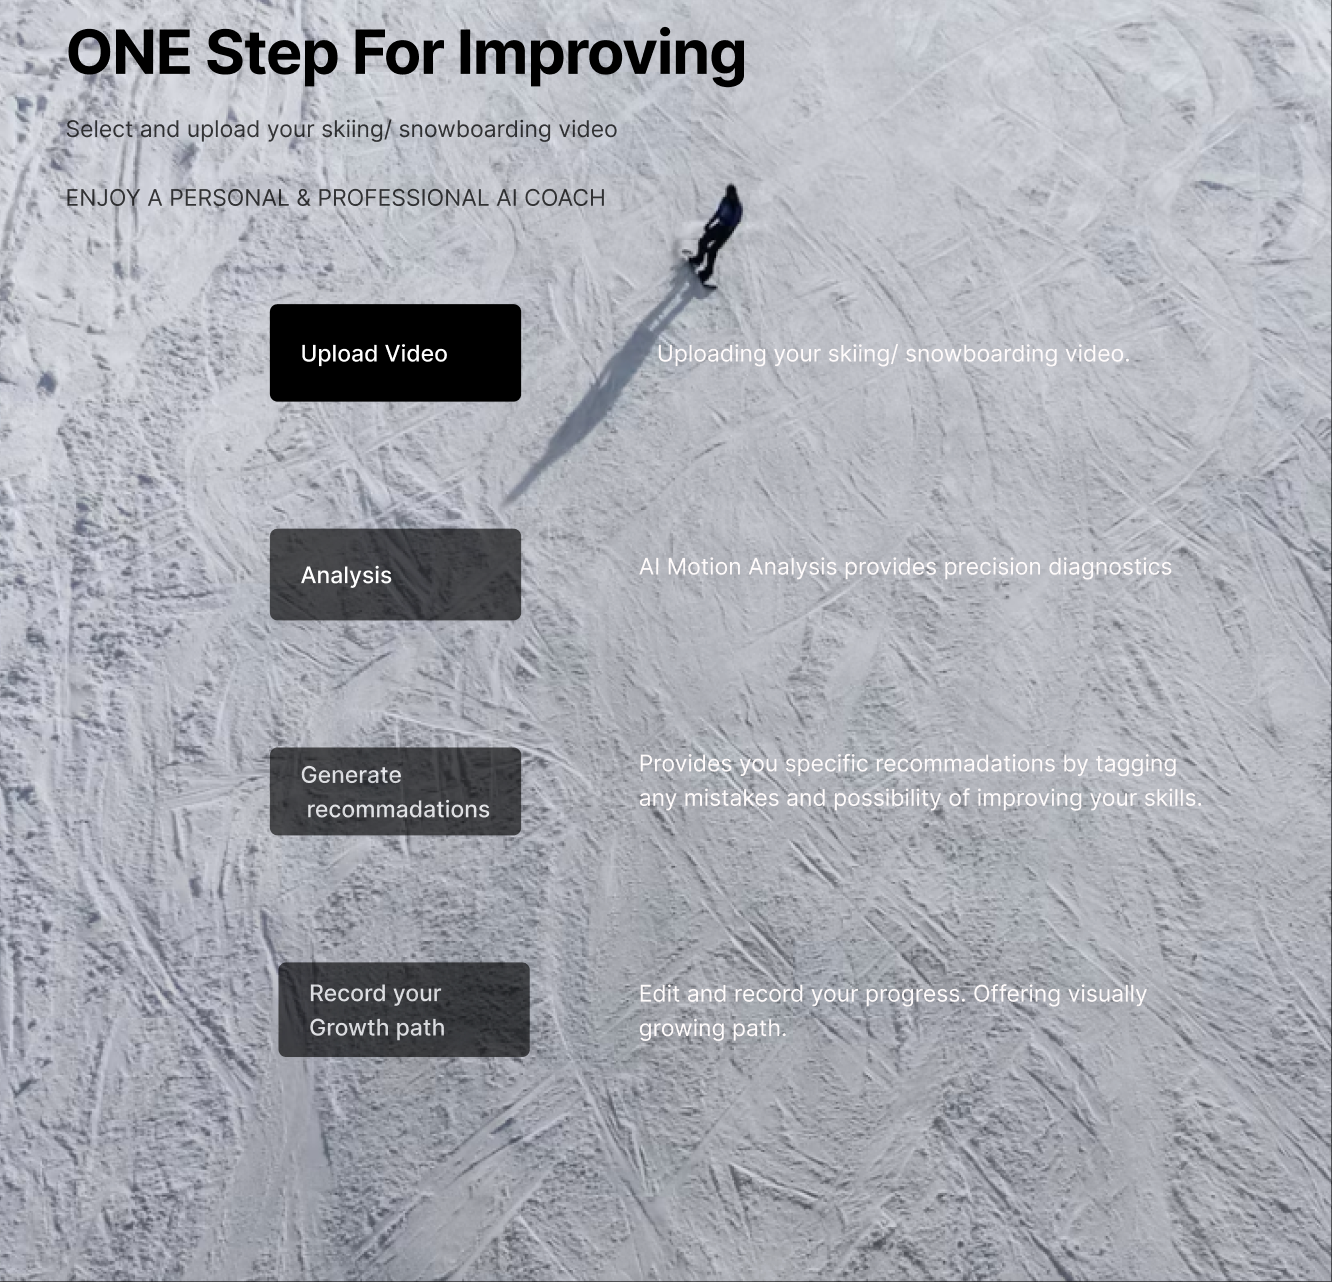 ONE Step For Improving
Select and upload your skiing/ snowboarding video
ENJOY A PERSONAL & PROFESSIONAL AI COACH
Upload Video
Uploading your skiing/ snowboarding video.
Analysis
AI Motion Analysis provides precision diagnostics
Generate
recommadations
Provides you specific recommadations by tagging
any mistakes and possibility of improving your skills.
Record your
Growth path
Edit and record your progress. Offering visually
growing path.